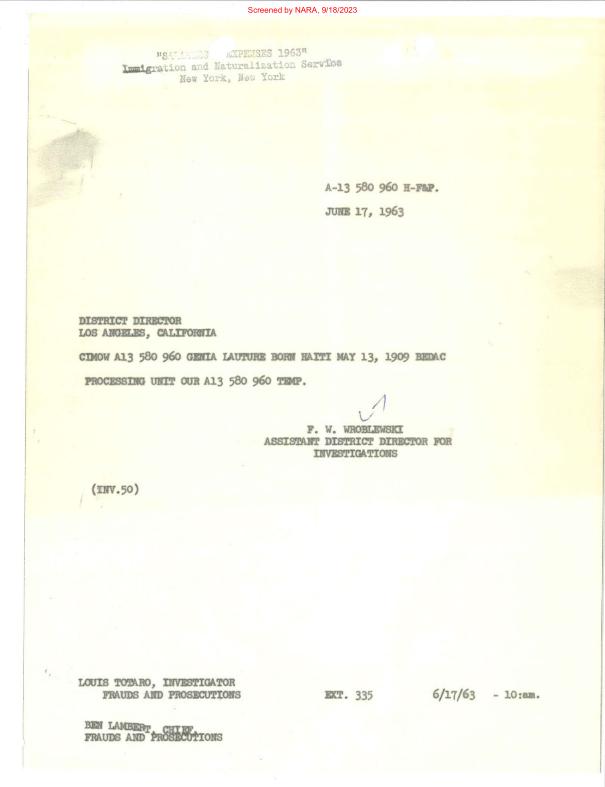 Screened by NARA, 9/18/2023
EXPENSES 1963"
Immigration and Naturalization Service
New York, New York
A-13 580 960 H-F&P.
JUNE 17, 1963
DISTRICT DIRECTOR
LOS ANGELES, CALIFORNIA
CIMOW A13 580 960 GENIA LAUTURE BORN HAITI MAY 13, 1909 BEDAC
PROCESSING UNIT OUR A13 580 960 TEMP.
F. W. WROBLEWSKI
ASSISTANT DISTRICT DIRECTOR FOR
INVESTIGATIONS
(INV.50)
LOUIS TOTARO, INVESTIGATOR
FRAUDS AND PROSECUTIONS
EXT. 335 6/17/63 - 10:am.
BEN LAMBERT, CHIEF,
FRAUDS AND PROSECUTIONS